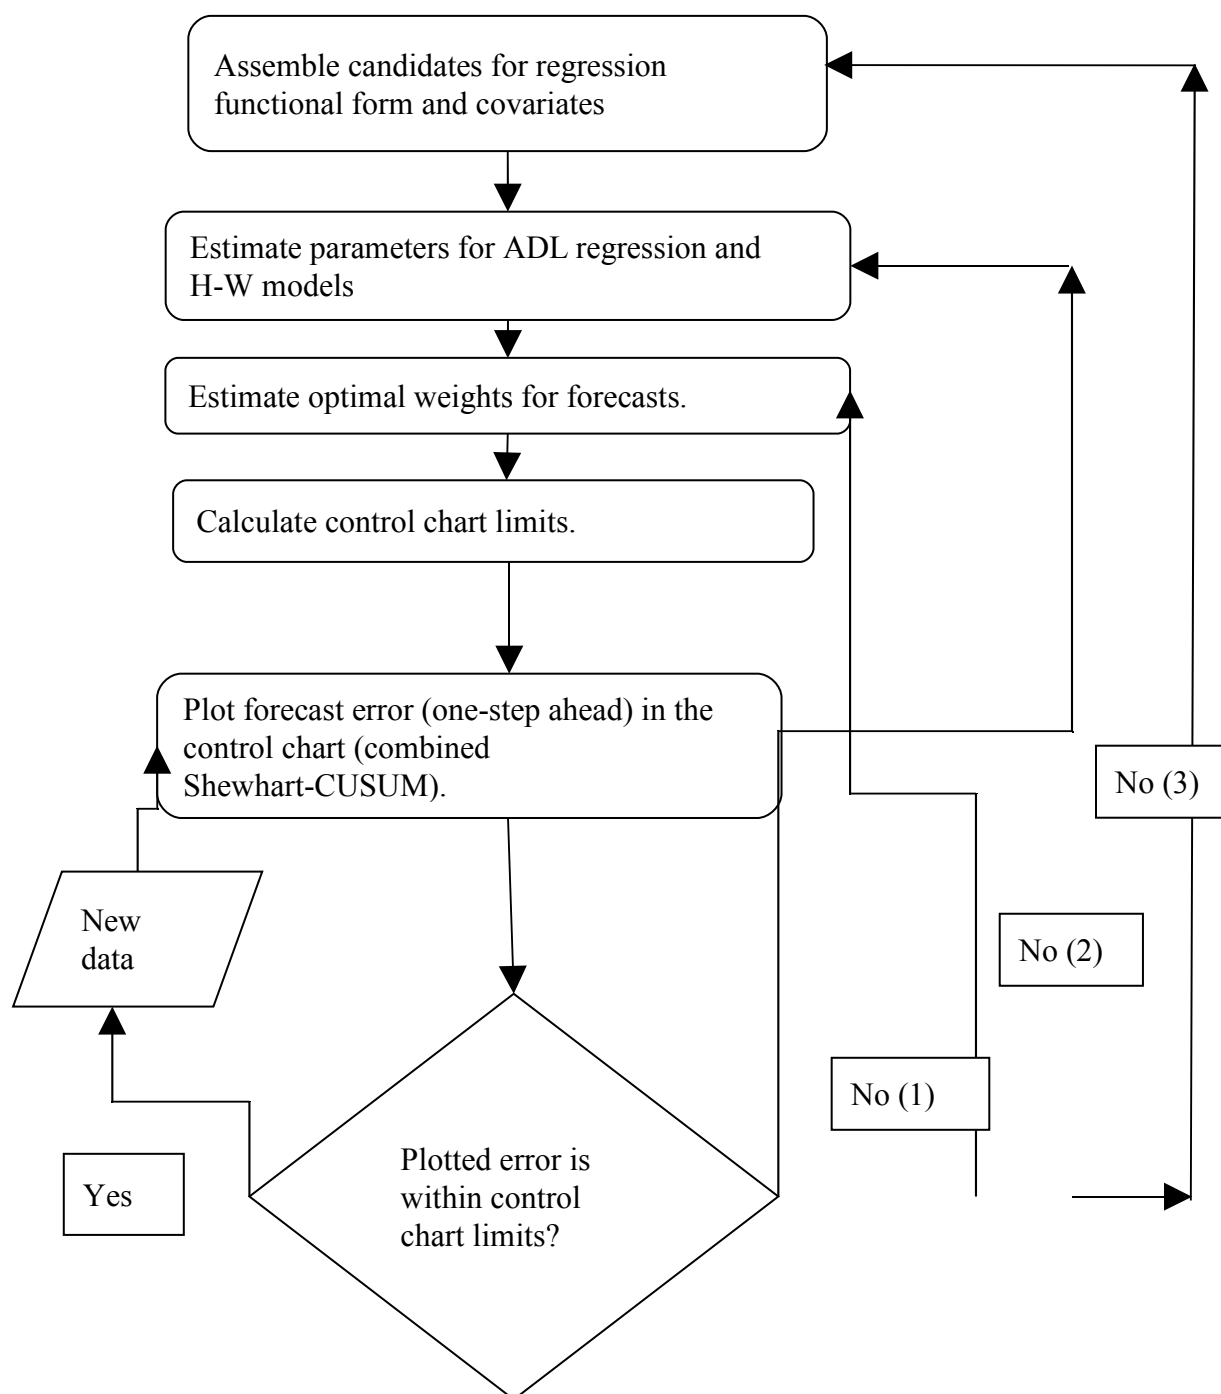 Assemble candidates for regression
functional form and covariates
Estimate parameters for ADL regression and
H-W models
Estimate optimal weights for forecasts.
Calculate control chart limits.
Plot forecast error (one-step ahead) in the
control chart (combined
Shewhart-CUSUM).
No (3)
New
data
No (2)
No (1)
Yes
Plotted error is
within control
chart limits?